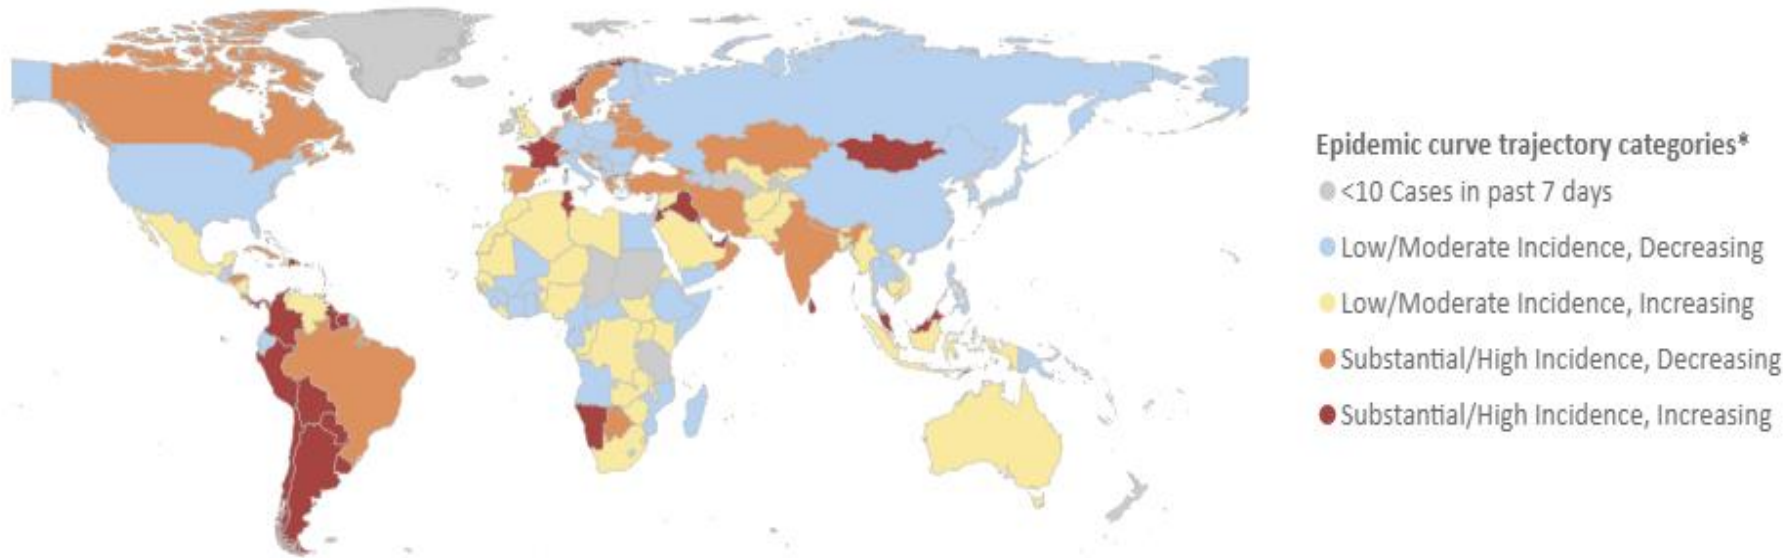 Epidemic curve trajectory categories*
<10 Cases in past 7 days
Low/Moderate Incidence, Decreasing
Low/Moderate Incidence, Increasing
Substantial/High Incidence, Decreasing
Substantial/High Incidence, Increasing